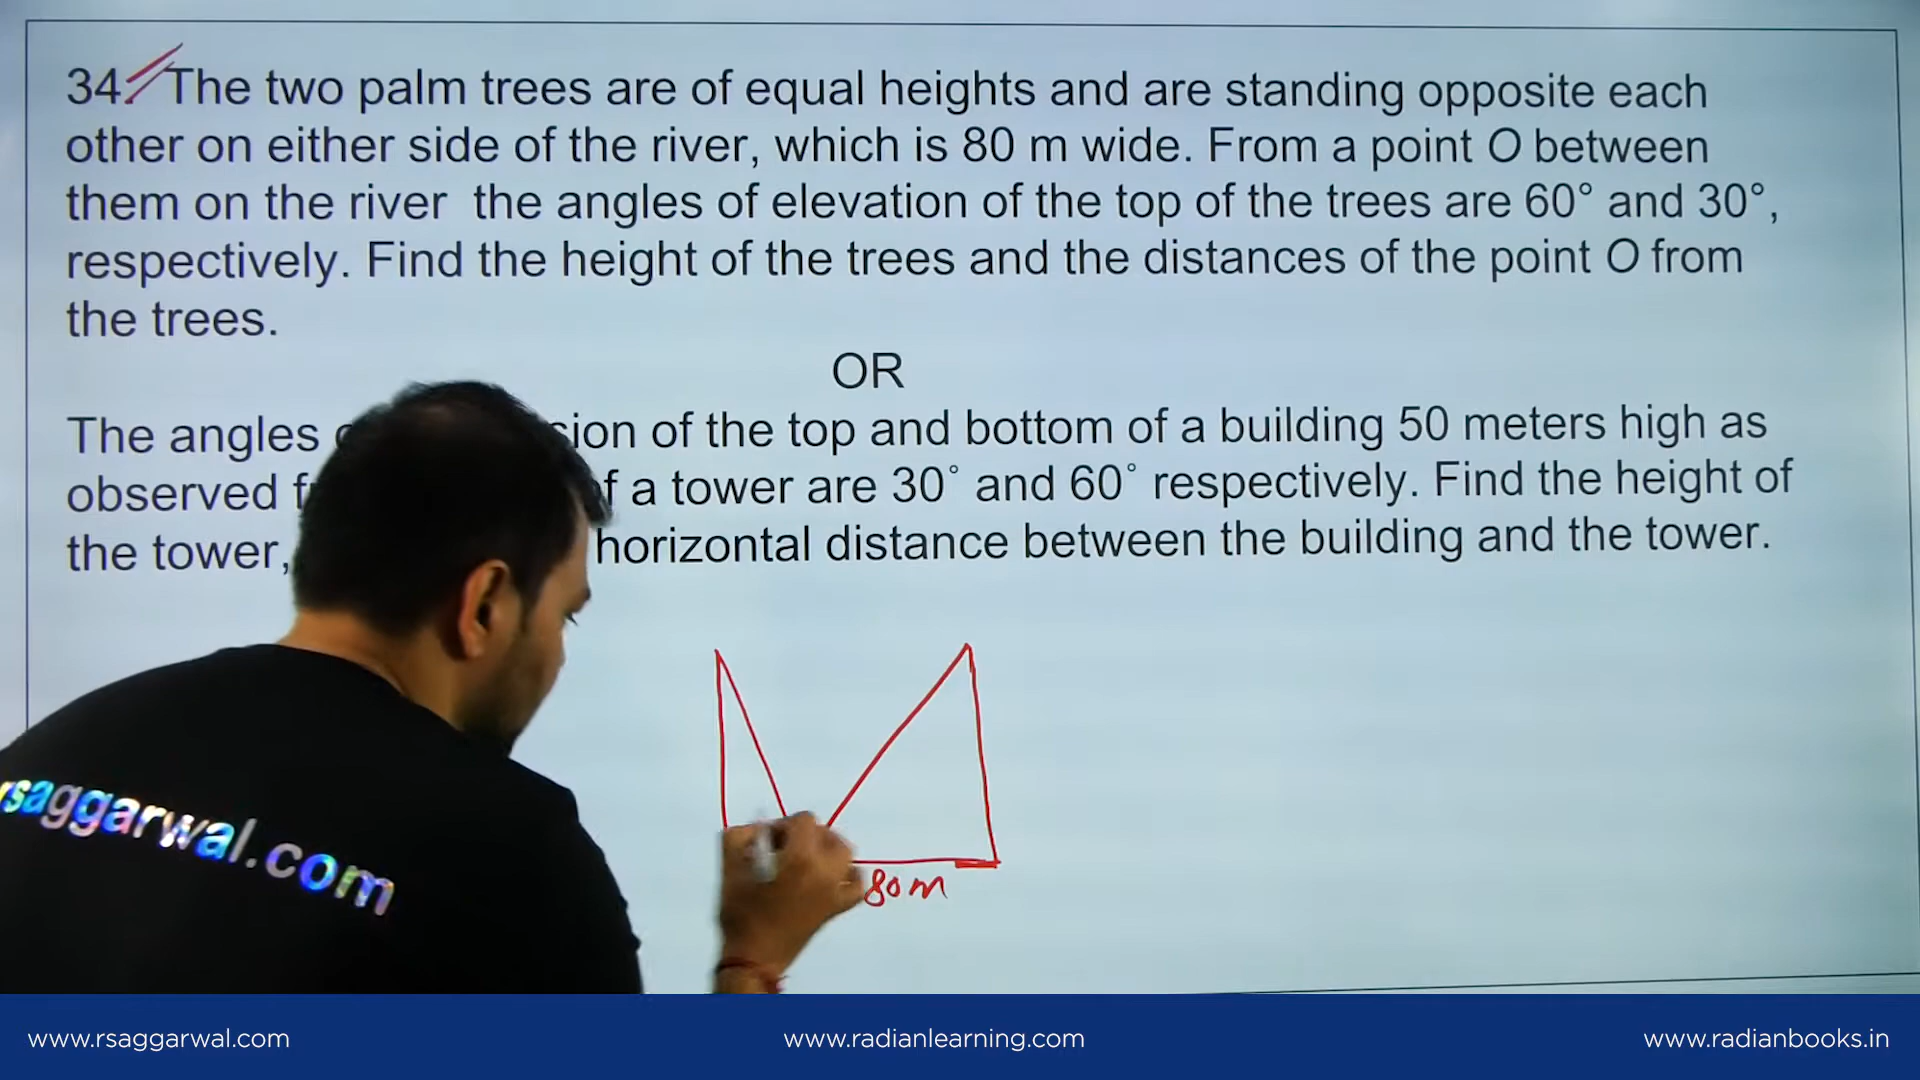 34. The two palm trees are of equal heights and are standing opposite each
other on either side of the river, which is 80 m wide. From a point O between
them on the river the angles of elevation of the top of the trees are 60° and 30°,
respectively. Find the height of the trees and the distances of the point O from
the trees.
OR
The angles sion of the top and bottom of a building 50 meters high as
observed f a tower are 30° and 60° respectively. Find the height of
the tower, horizontal distance between the building and the tower.
80 m
rsaggarwal.com
www.rsaggarwal.com
www.radianlearning.com
www.radianbooks.in